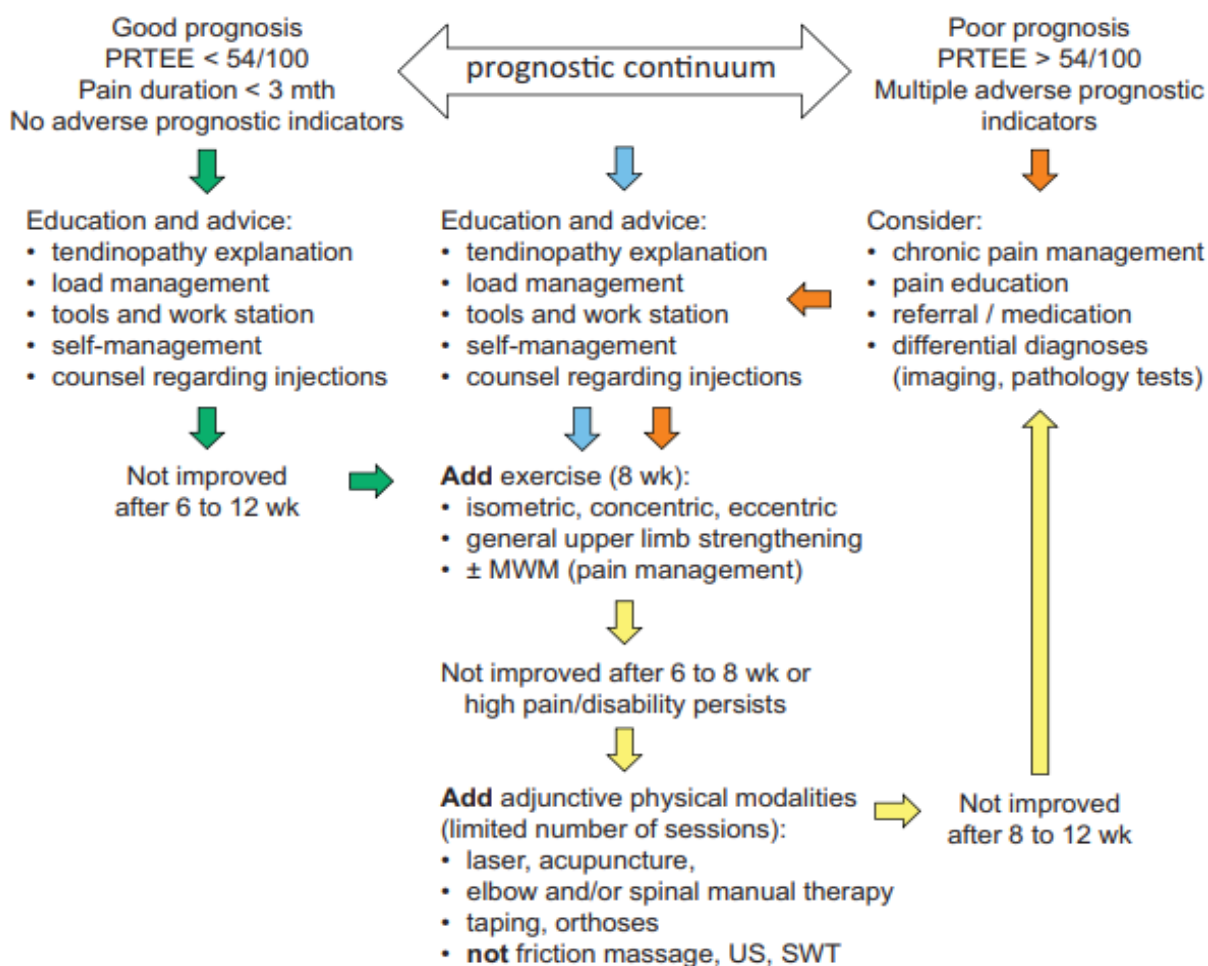 Good prognosis
PRTEE < 54/100
Pain duration < 3 mth
No adverse prognostic indicators
prognostic continuum
Poor prognosis
PRTEE > 54/100
Multiple adverse prognostic
indicators
Education and advice:
• tendinopathy explanation
• load management
• tools and work station
• self-management
• counsel regarding injections
Education and advice:
• tendinopathy explanation
• load management
• tools and work station
• self-management
• counsel regarding injections
Consider:
• chronic pain management
• pain education
• referral / medication
• differential diagnoses
(imaging, pathology tests)
Not improved
after 6 to 12 wk
Add exercise (8 wk):
• isometric, concentric, eccentric
• general upper limb strengthening
• ± MWM (pain management)
Not improved after 6 to 8 wk or
high pain/disability persists
Add adjunctive physical modalities
(limited number of sessions):
• laser, acupuncture,
• elbow and/or spinal manual therapy
• taping, orthoses
• not friction massage, US, SWT
Not improved
after 8 to 12 wk